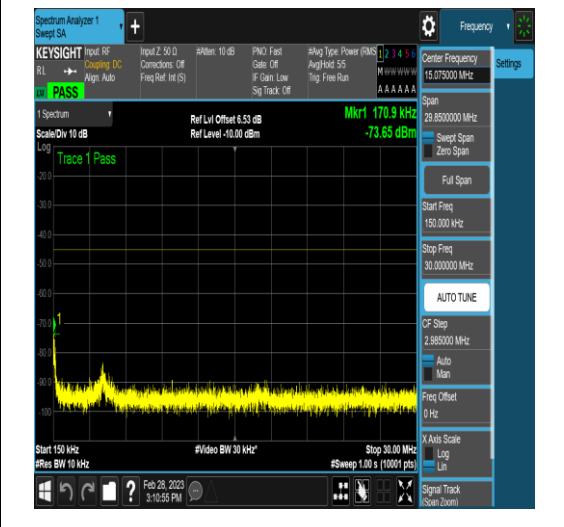 Spectrum Analyzer 1
Swept SA
Frequency
KEYSIGHT
RL
Input: RF
Coupling: DC
Align: Auto
Input Z: 50 Ω
Corrections: Off
Freq Ref: Int (S)
#Atten: 10 dB
PNO: Fast
Gate: Off
IF Gain: Low
Sig Track: Off
#Avg Type: Power (RMS
Avg|Hold: 5/5
Trig: Free Run
1 2 3 4 5 6
M W W W W W
A A A A A A
PASS
1 Spectrum
Scale/Div 10 dB
Ref Lvl Offset 6.53 dB
Ref Level -10.00 dBm
Mkr1 170.9 kHz
-73.65 dBm
Log
Trace 1 Pass
-20.0
-30.0
-40.0
-50.0
-60.0
-70.0
-80.0
-90.0
-100
1
Start 150 kHz
#Res BW 10 kHz
#Video BW 30 kHz*
Stop 30.00 MHz
#Sweep 1.00 s (10001 pts)
?
Feb 28, 2023
3:10:55 PM
Center Frequency
15.075000 MHz
Settings
Span
29.8500000 MHz
Swept Span
Zero Span
Full Span
Start Freq
150.000 kHz
Stop Freq
30.000000 MHz
AUTO TUNE
CF Step
2.985000 MHz
Auto
Man
Freq Offset
0 Hz
X Axis Scale
Log
Lin
Signal Track
(Span Zoom)